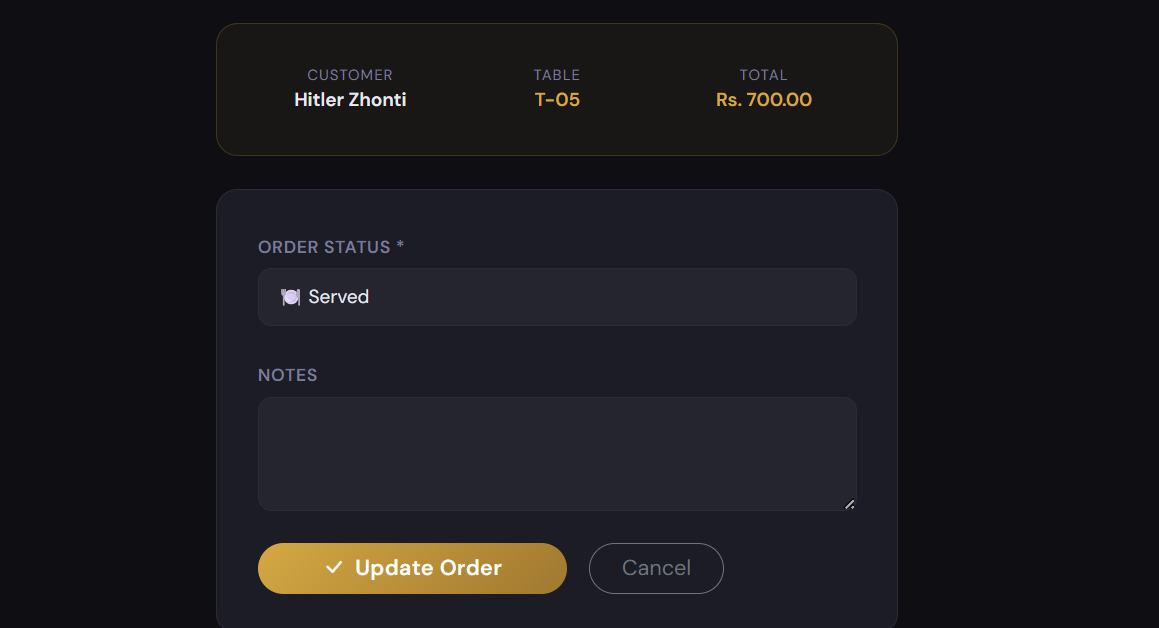 CUSTOMER TABLE TOTAL
Hitler Zhonti T-05 Rs. 700.00
ORDER STATUS *
🍽️ Served
NOTES
✓ Update Order Cancel